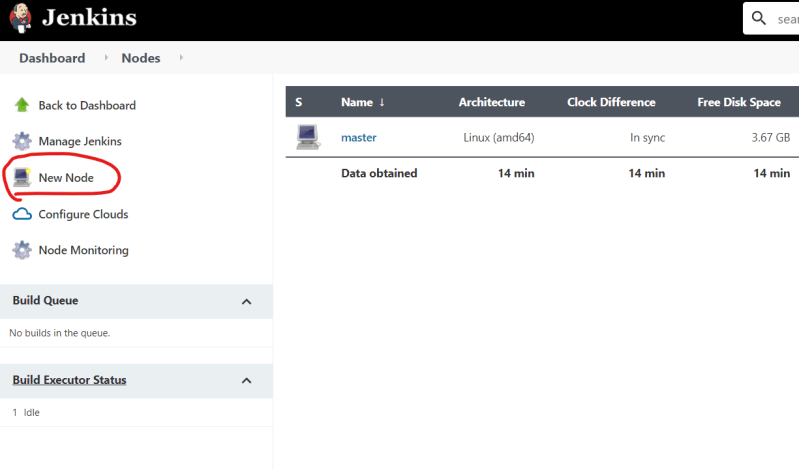 Jenkins
sear
Dashboard Nodes
Back to Dashboard
Manage Jenkins
New Node
Configure Clouds
Node Monitoring
Build Queue
No builds in the queue.
Build Executor Status
1 Idle
S Name ↓ Architecture Clock Difference Free Disk Space
master Linux (amd64) In sync 3.67 GB
Data obtained 14 min 14 min 14 min